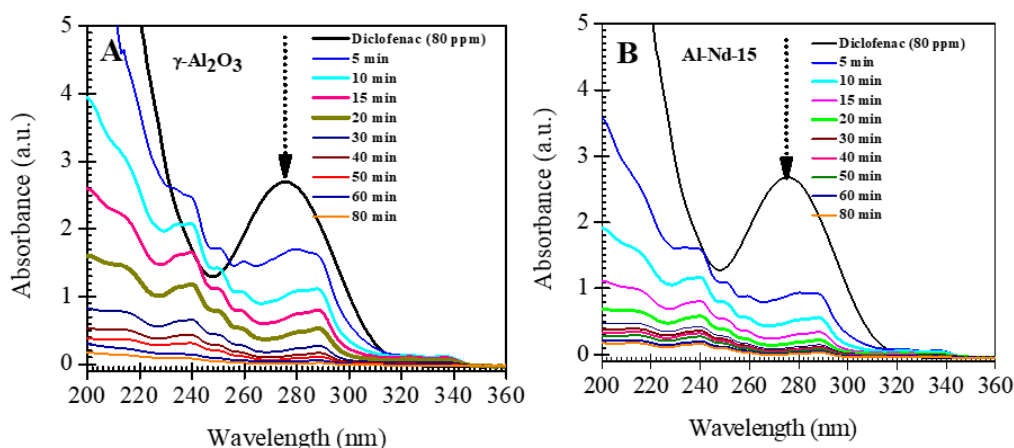 A
γ-Al₂O₃
Diclofenac (80 ppm)
5 min
10 min
15 min
20 min
30 min
40 min
50 min
60 min
80 min
5
4
3
2
1
0
200 220 240 260 280 300 320 340 360
Absorbance (a.u.)
Wavelength (nm)
B
Al-Nd-15
Diclofenac (80 ppm)
5 min
10 min
15 min
20 min
30 min
40 min
50 min
60 min
80 min
5
4
3
2
1
0
200 220 240 260 280 300 320 340 360
Absorbance (a.u.)
Wavelength (nm)